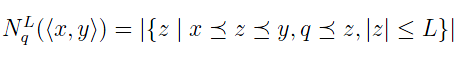 N_q^L(⟨x, y⟩) = |{z | x ⪯ z ⪯ y, q ⪯ z, |z| ≤ L}|